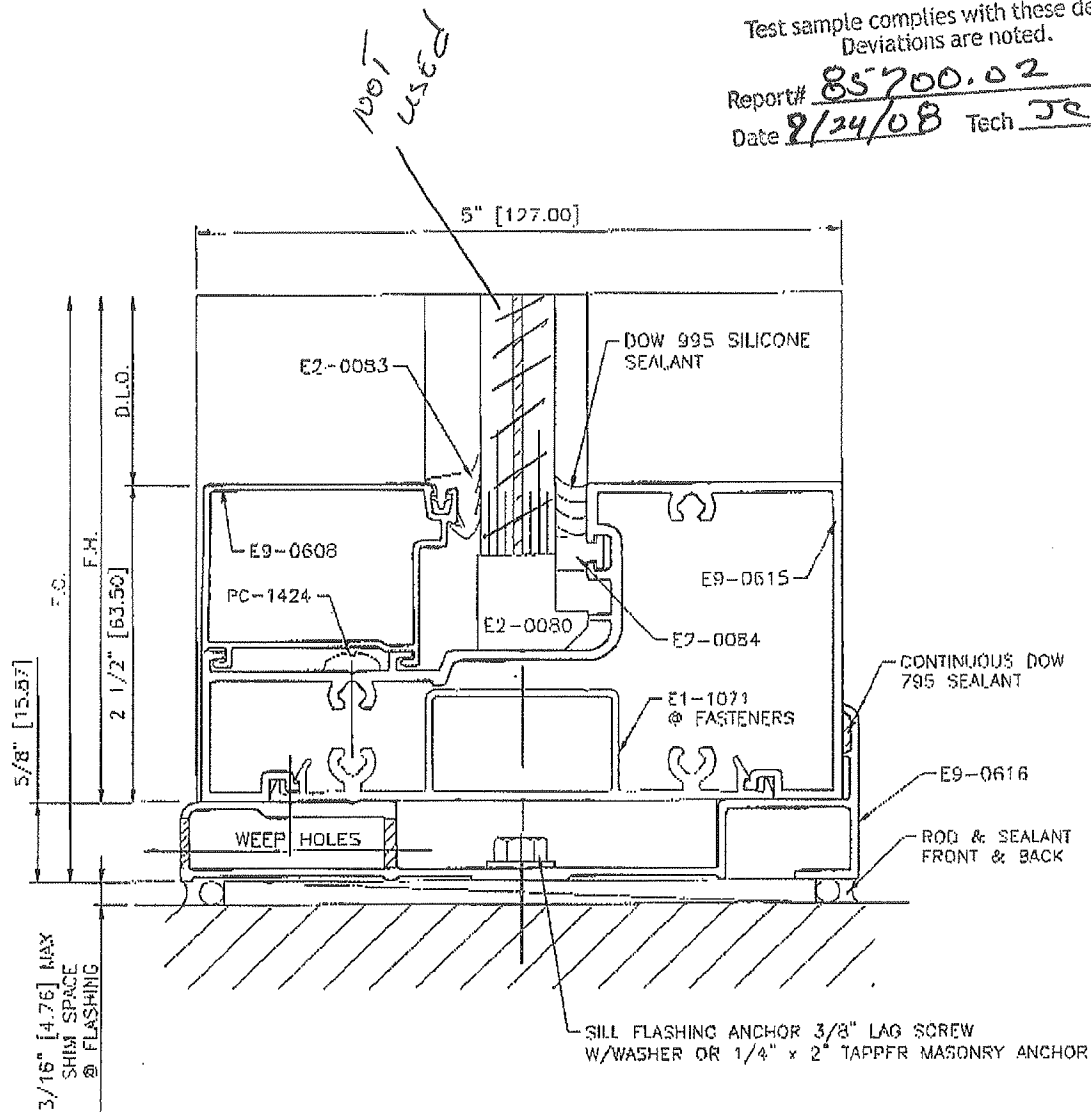 Test sample complies with these de
Deviations are noted.
Report# 85700.02
Date 9/24/08 Tech JC
NOT
USED
5" [127.00]
DOW 995 SILICONE
SEALANT
E2-0083
D.L.O.
F.H.
F.O.
2 1/2" [63.50]
5/8" [15.87]
E9-0608
PC-1424
E2-0080
E9-0615
E2-0084
CONTINUOUS DOW
795 SEALANT
E1-1071
@ FASTENERS
E9-0616
WEEP HOLES
ROD & SEALANT
FRONT & BACK
3/16" [4.76] MAX
SHIM SPACE
@ FLASHING
SILL FLASHING ANCHOR 3/8" LAG SCREW
W/WASHER OR 1/4" x 2" TAPPER MASONRY ANCHOR